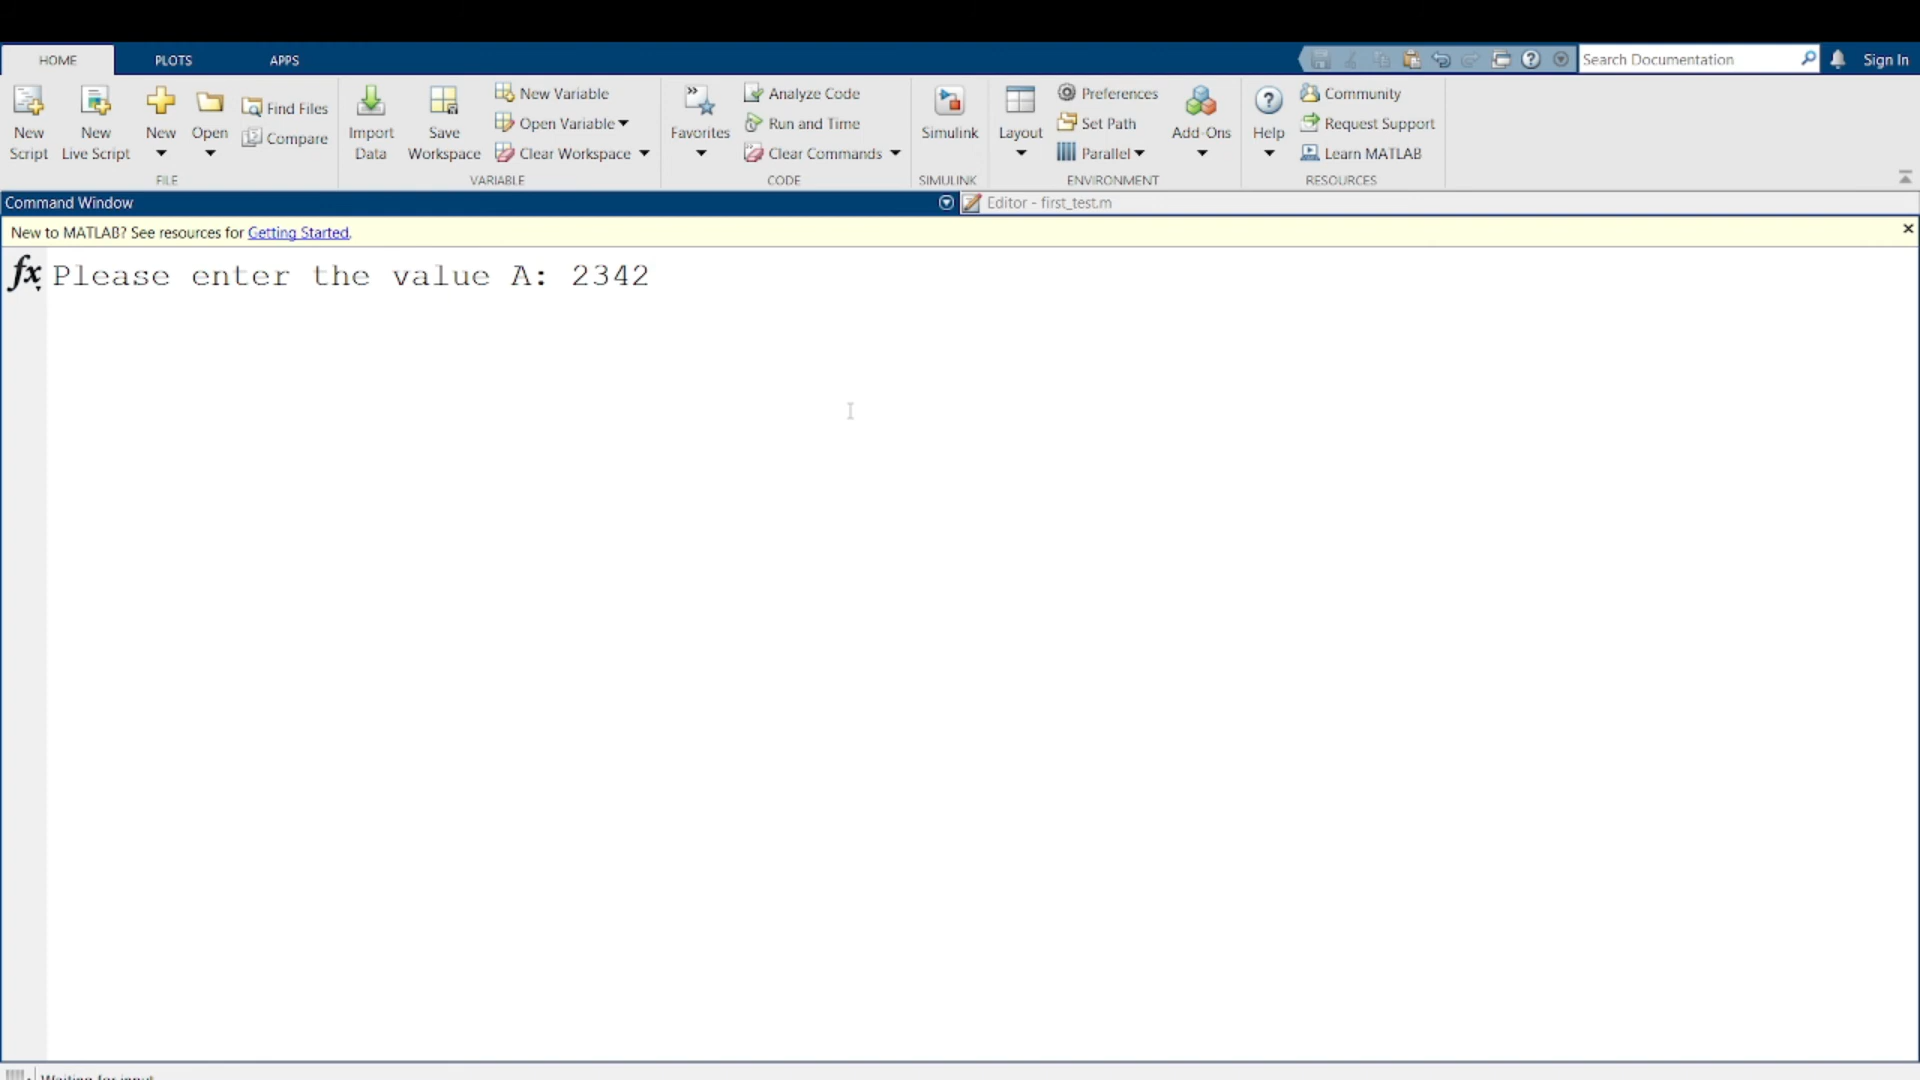 HOME PLOTS APPS Search Documentation Sign In
New Script
New Live Script
New
Open
Find Files
Compare
FILE
Import Data
Save Workspace
New Variable
Open Variable
Clear Workspace
VARIABLE
Favorites
Analyze Code
Run and Time
Clear Commands
CODE
Simulink
SIMULINK
Layout
Preferences
Set Path
Parallel
Add-Ons
ENVIRONMENT
Help
Community
Request Support
Learn MATLAB
RESOURCES
Command Window
Editor - first_test.m
New to MATLAB? See resources for Getting Started.
fx Please enter the value A: 2342
Waiting for input